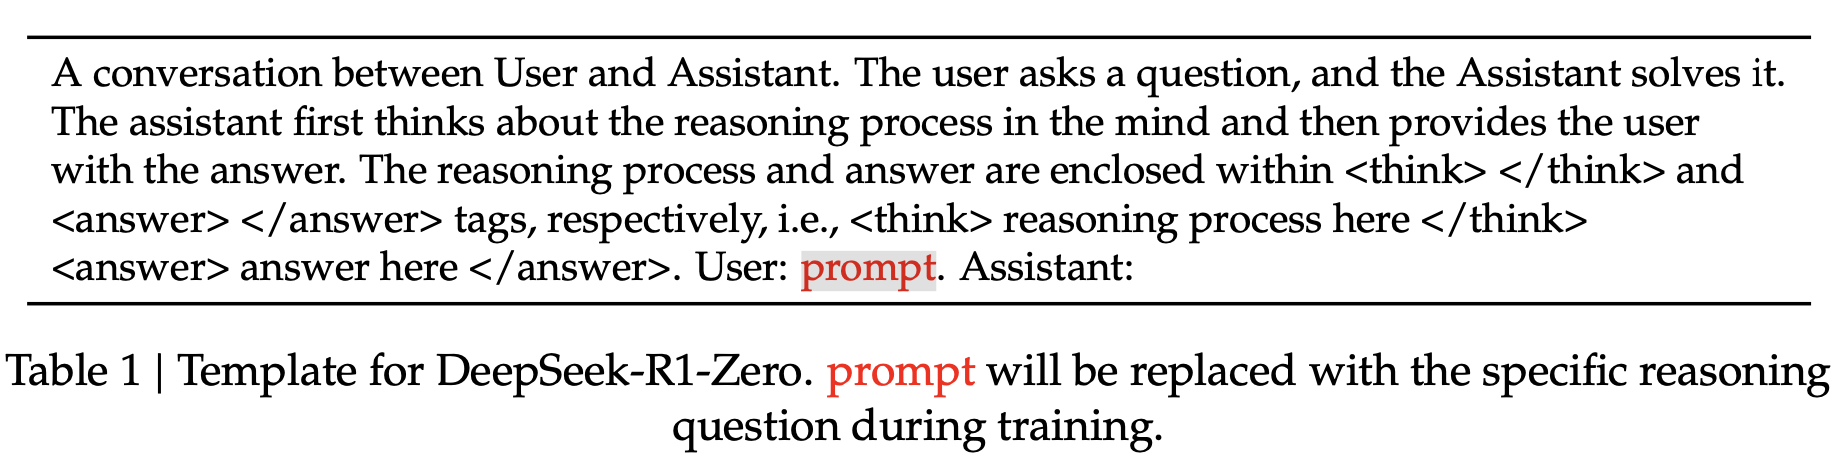 A conversation between User and Assistant. The user asks a question, and the Assistant solves it.
The assistant first thinks about the reasoning process in the mind and then provides the user
with the answer. The reasoning process and answer are enclosed within <think> </think> and
<answer> </answer> tags, respectively, i.e., <think> reasoning process here </think>
<answer> answer here </answer>. User: prompt. Assistant:
Table 1 | Template for DeepSeek-R1-Zero. prompt will be replaced with the specific reasoning
question during training.